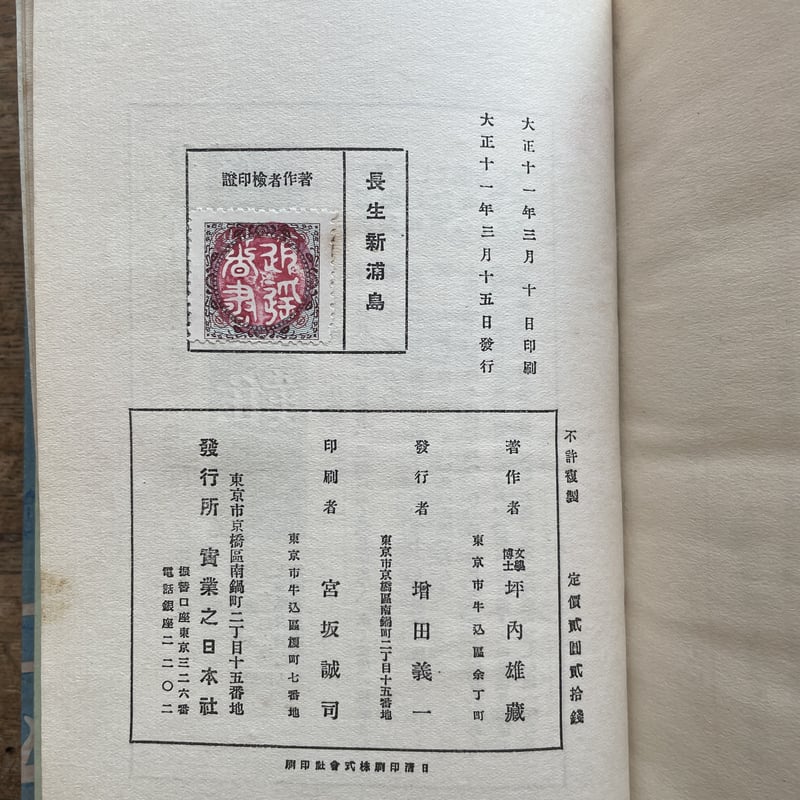 大正十一年三月十日印刷
大正十一年三月十五日發行
長生新浦島
著作者檢印證
不許複製
定價貳圓貳拾錢
著作者
文學博士
坪內雄藏
東京市牛込區余丁町
發行者
增田義一
東京市京橋區南鍋町二丁目十五番地
印刷者
宮坂誠司
東京市牛込區榎町七番地
發行所
實業之日本社
東京市京橋區南鍋町二丁目十五番地
振替口座東京三二六番
電話銀座二二〇二
日清印刷株式會社印刷